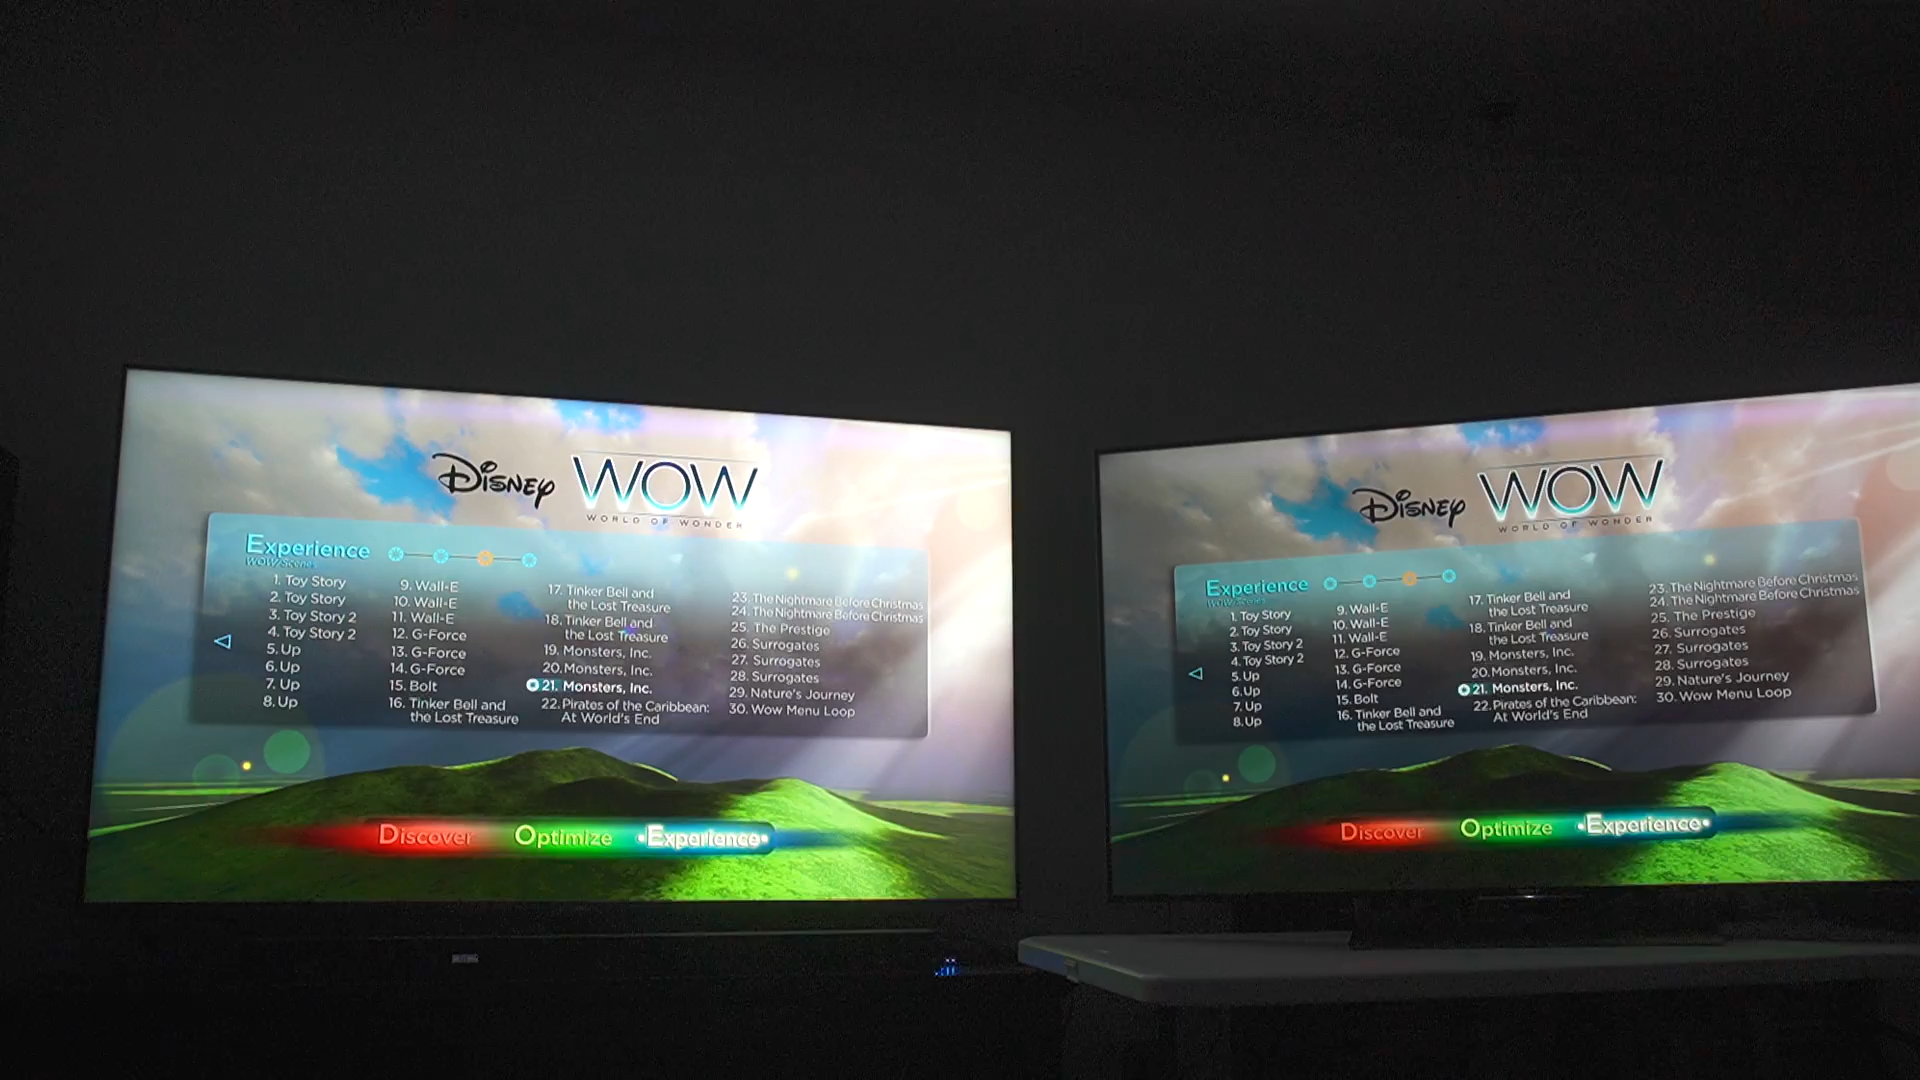 Disney WOW
WORLD OF WONDER
Experience
WOW Scenes
1. Toy Story
2. Toy Story
3. Toy Story 2
4. Toy Story 2
5. Up
6. Up
7. Up
8. Up
9. Wall-E
10. Wall-E
11. Wall-E
12. G-Force
13. G-Force
14. G-Force
15. Bolt
16. Tinker Bell and
the Lost Treasure
17. Tinker Bell and
the Lost Treasure
18. Tinker Bell and
the Lost Treasure
19. Monsters, Inc.
20. Monsters, Inc.
21. Monsters, Inc.
22. Pirates of the Caribbean:
At World's End
23. The Nightmare Before Christmas
24. The Nightmare Before Christmas
25. The Prestige
26. Surrogates
27. Surrogates
28. Surrogates
29. Nature's Journey
30. Wow Menu Loop
Discover Optimize Experience
Disney WOW
WORLD OF WONDER
Experience
WOW Scenes
1. Toy Story
2. Toy Story
3. Toy Story 2
4. Toy Story 2
5. Up
6. Up
7. Up
8. Up
9. Wall-E
10. Wall-E
11. Wall-E
12. G-Force
13. G-Force
14. G-Force
15. Bolt
16. Tinker Bell and
the Lost Treasure
17. Tinker Bell and
the Lost Treasure
18. Tinker Bell and
the Lost Treasure
19. Monsters, Inc.
20. Monsters, Inc.
21. Monsters, Inc.
22. Pirates of the Caribbean:
At World's End
23. The Nightmare Before Christmas
24. The Nightmare Before Christmas
25. The Prestige
26. Surrogates
27. Surrogates
28. Surrogates
29. Nature's Journey
30. Wow Menu Loop
Discover Optimize Experience